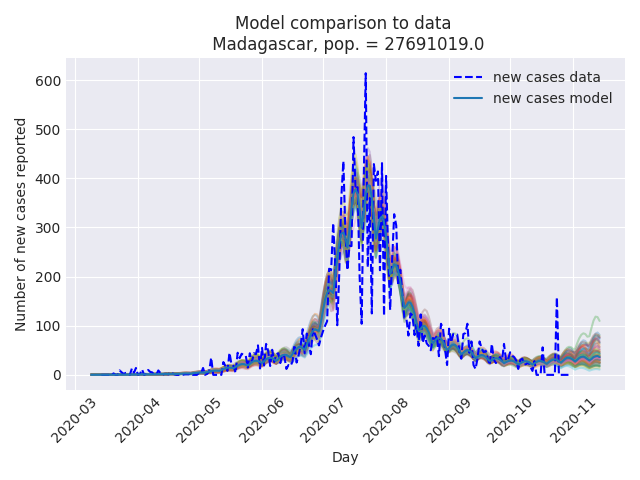 Model comparison to data
Madagascar, pop. = 27691019.0
new cases data
new cases model
Number of new cases reported
600
500
400
300
200
100
0
2020-03
2020-04
2020-05
2020-06
2020-07
2020-08
2020-09
2020-10
2020-11
Day